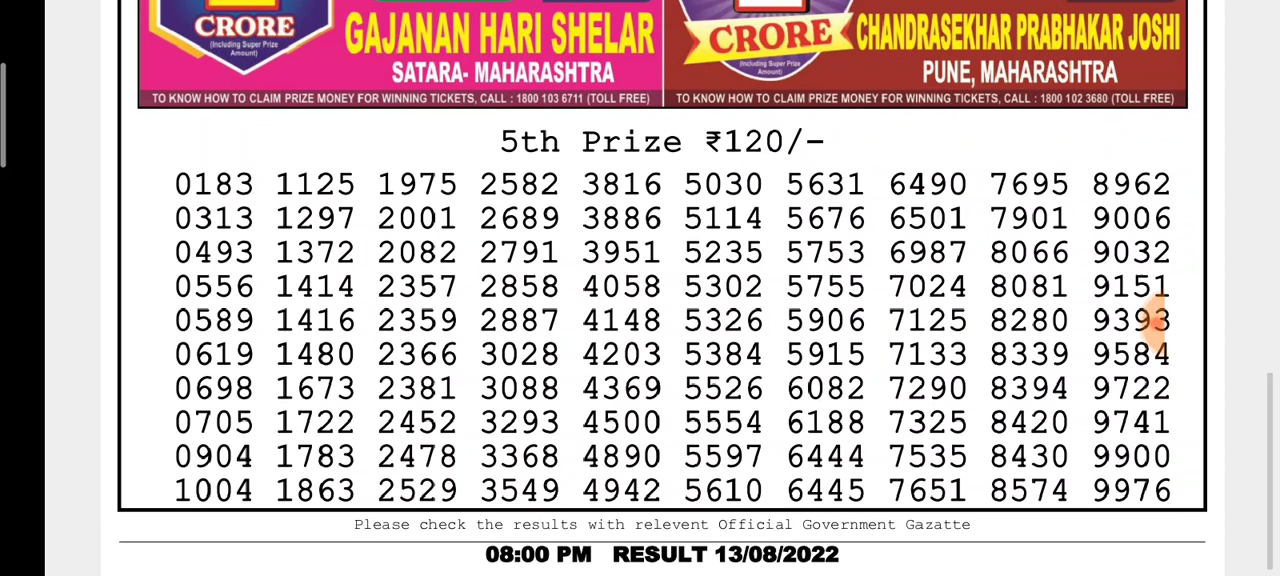 CRORE
(Including Super Prize
Amount)
GAJANAN HARI SHELAR
SATARA- MAHARASHTRA
TO KNOW HOW TO CLAIM PRIZE MONEY FOR WINNING TICKETS, CALL : 1800 103 6711 (TOLL FREE)
CRORE
(Including Super Prize
Amount)
CHANDRASEKHAR PRABHAKAR JOSHI
PUNE, MAHARASHTRA
TO KNOW HOW TO CLAIM PRIZE MONEY FOR WINNING TICKETS, CALL : 1800 102 3680 (TOLL FREE)
5th Prize ₹120/-
0183 1125 1975 2582 3816 5030 5631 6490 7695 8962
0313 1297 2001 2689 3886 5114 5676 6501 7901 9006
0493 1372 2082 2791 3951 5235 5753 6987 8066 9032
0556 1414 2357 2858 4058 5302 5755 7024 8081 9151
0589 1416 2359 2887 4148 5326 5906 7125 8280 9393
0619 1480 2366 3028 4203 5384 5915 7133 8339 9584
0698 1673 2381 3088 4369 5526 6082 7290 8394 9722
0705 1722 2452 3293 4500 5554 6188 7325 8420 9741
0904 1783 2478 3368 4890 5597 6444 7535 8430 9900
1004 1863 2529 3549 4942 5610 6445 7651 8574 9976
Please check the results with relevent Official Government Gazatte
08:00 PM RESULT 13/08/2022